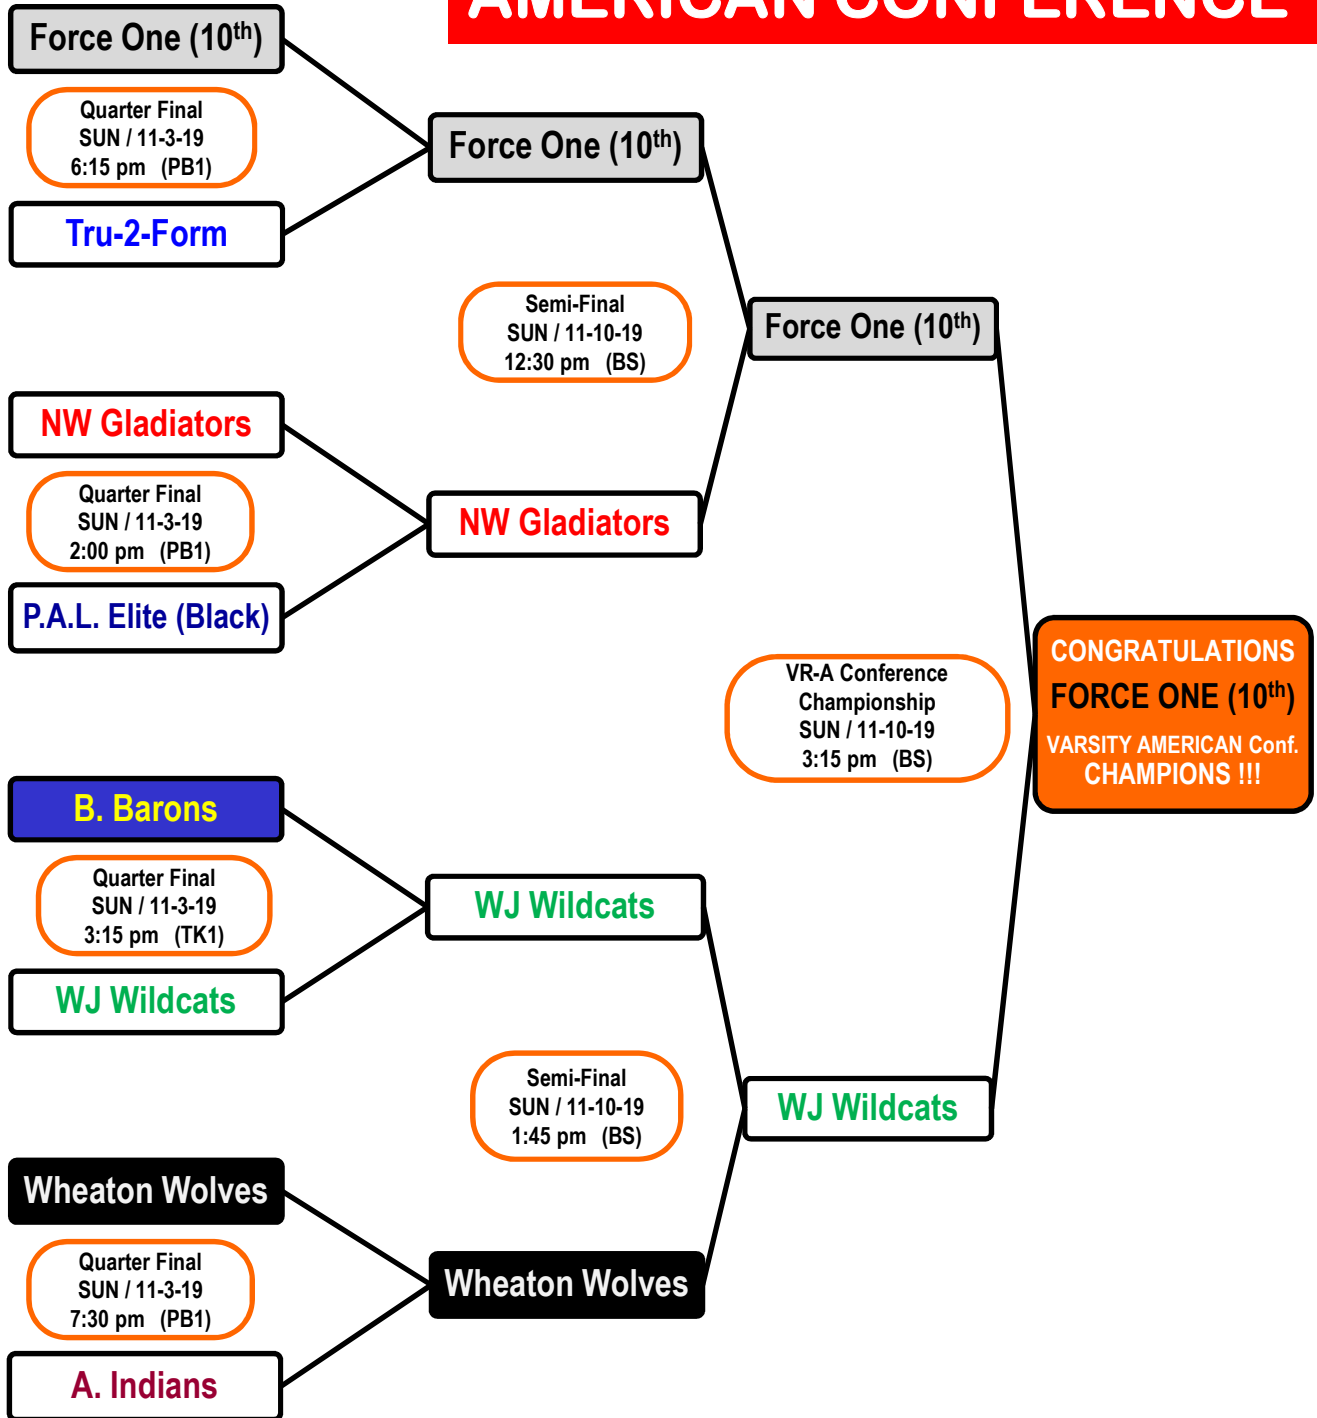 AMERICAN CONFERENCE
Force One (10th)
Quarter Final
SUN / 11-3-19
6:15 pm (PB1)
Tru-2-Form
Force One (10th)
Semi-Final
SUN / 11-10-19
12:30 pm (BS)
Force One (10th)
NW Gladiators
Quarter Final
SUN / 11-3-19
2:00 pm (PB1)
P.A.L. Elite (Black)
NW Gladiators
VR-A Conference
Championship
SUN / 11-10-19
3:15 pm (BS)
CONGRATULATIONS
FORCE ONE (10th)
VARSITY AMERICAN Conf.
CHAMPIONS !!!
B. Barons
Quarter Final
SUN / 11-3-19
3:15 pm (TK1)
WJ Wildcats
WJ Wildcats
Semi-Final
SUN / 11-10-19
1:45 pm (BS)
WJ Wildcats
Wheaton Wolves
Quarter Final
SUN / 11-3-19
7:30 pm (PB1)
A. Indians
Wheaton Wolves